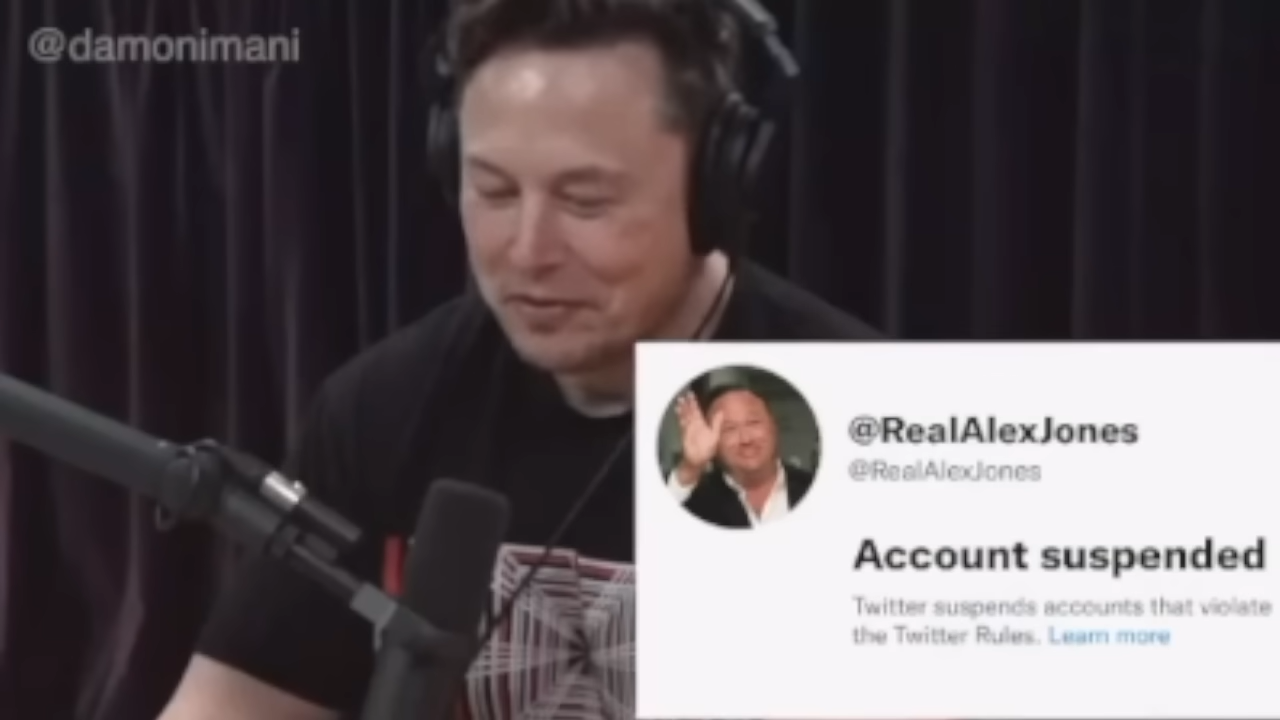 @damonimani
@RealAlexJones
@RealAlexJones
Account suspended
Twitter suspends accounts that violate
the Twitter Rules. Learn more